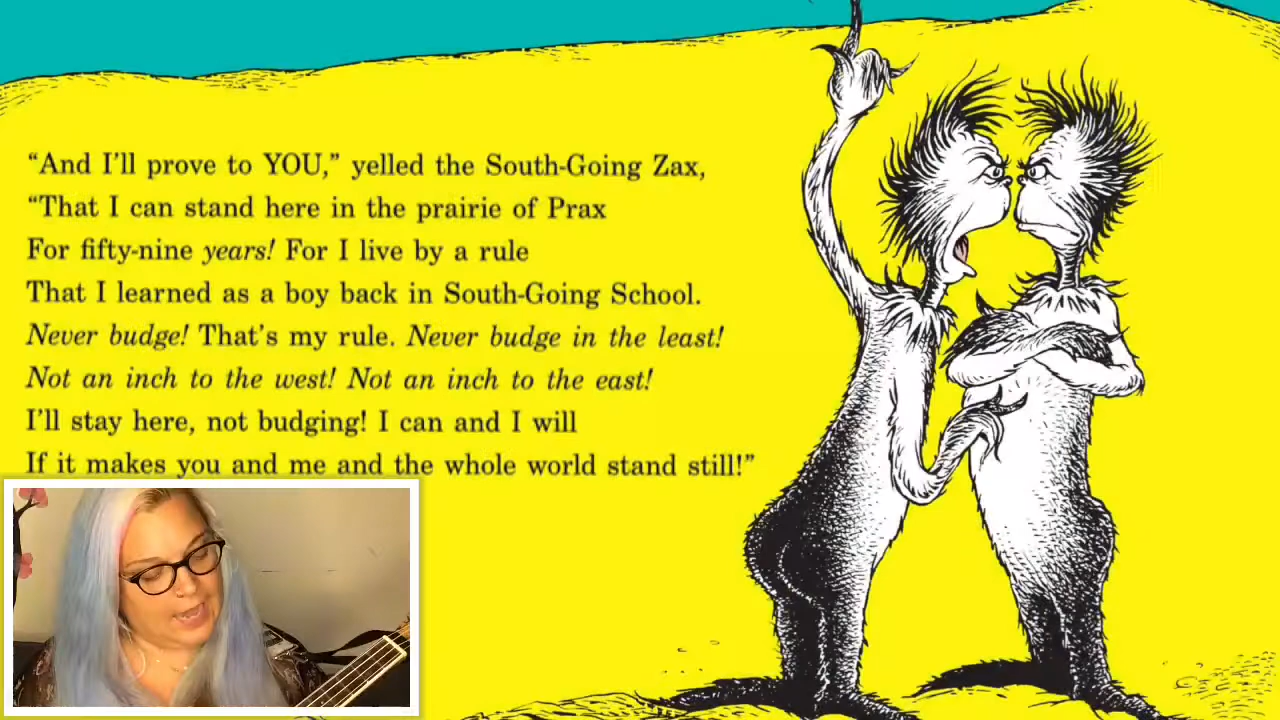 “And I’ll prove to YOU,” yelled the South-Going Zax,
“That I can stand here in the prairie of Prax
For fifty-nine years! For I live by a rule
That I learned as a boy back in South-Going School.
Never budge! That’s my rule. Never budge in the least!
Not an inch to the west! Not an inch to the east!
I’ll stay here, not budging! I can and I will
If it makes you and me and the whole world stand still!”